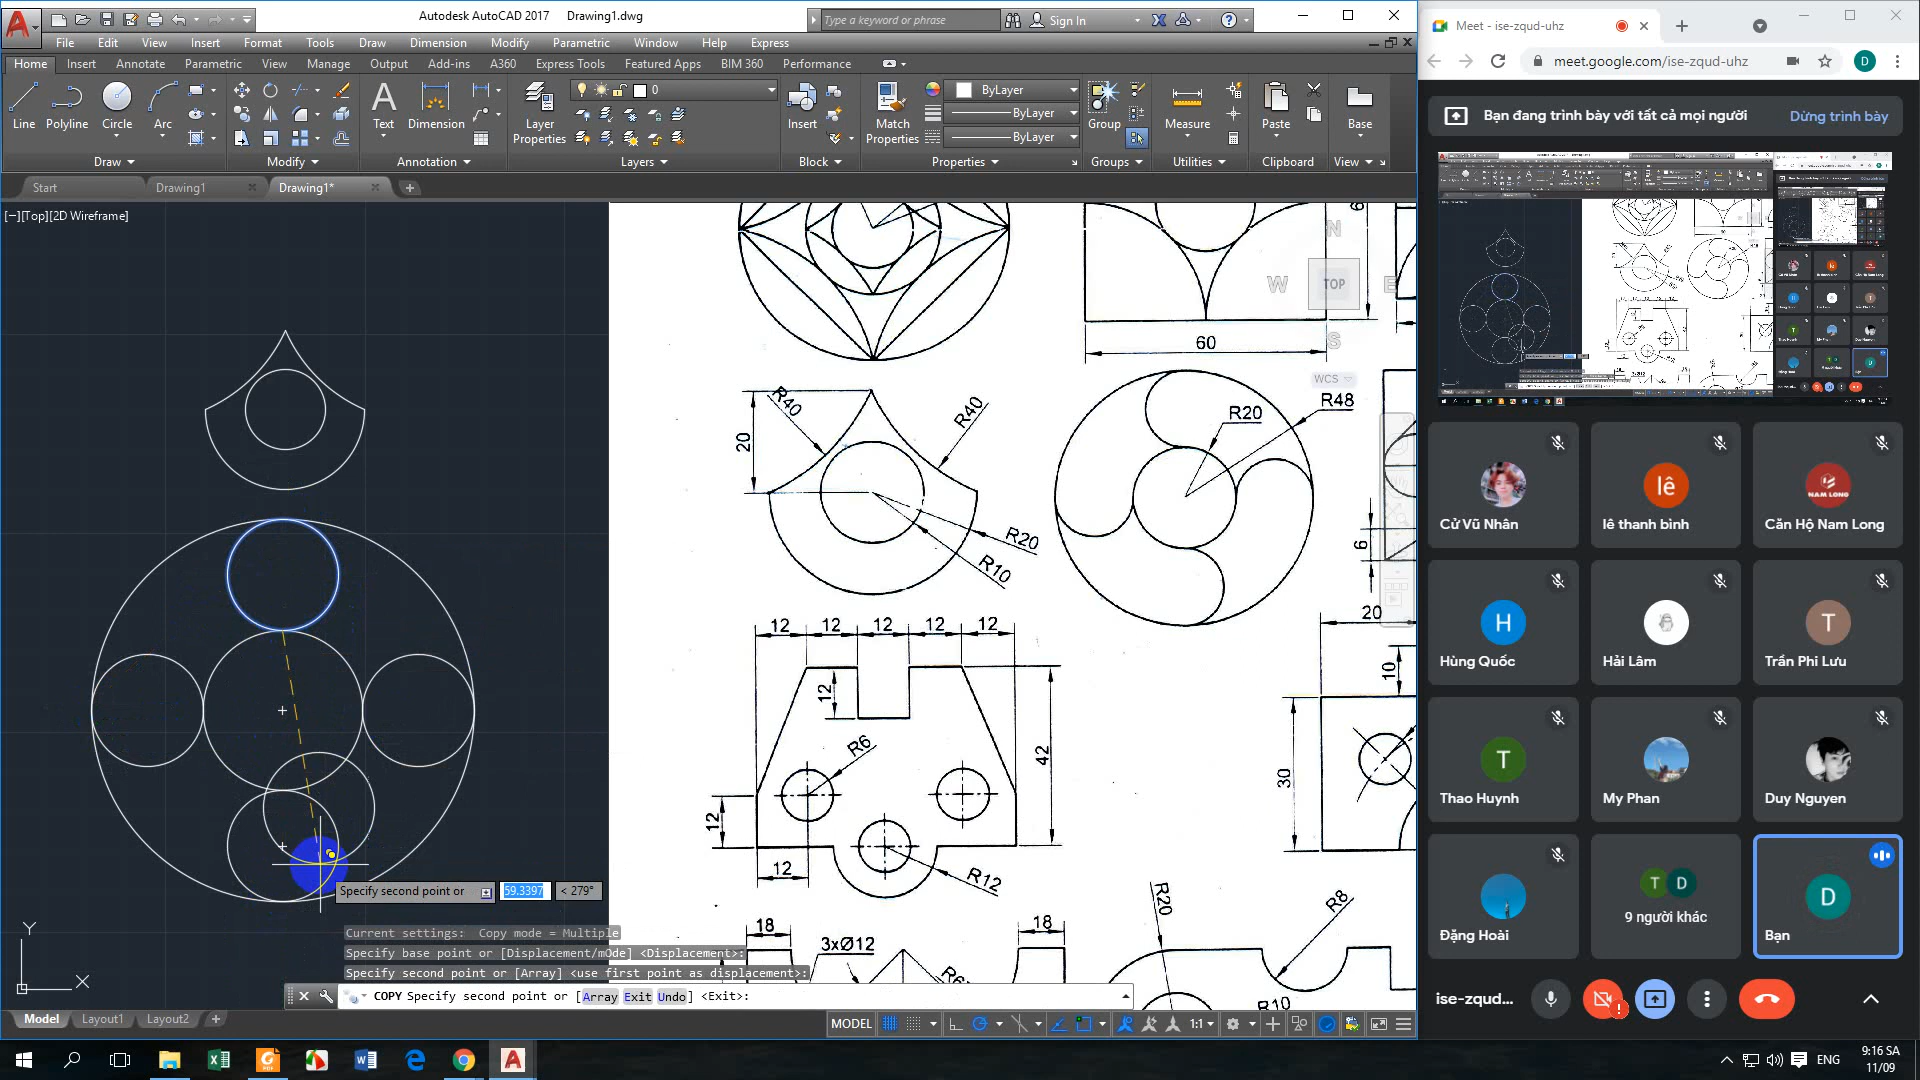 Autodesk AutoCAD 2017 Drawing1.dwg
Type a keyword or phrase
Sign In
File Edit View Insert Format Tools Draw Dimension Modify Parametric Window Help Express
Home Insert Annotate Parametric View Manage Output Add-ins A360 Express Tools Featured Apps BIM 360 Performance
Line Polyline Circle Arc
Text Dimension
Layer Properties
0
Insert
Match Properties
ByLayer
ByLayer
ByLayer
Group
Measure
Paste
Base
Draw Modify Annotation Layers Block Properties Groups Utilities Clipboard View
Start Drawing1 Drawing1*
[−][Top][2D Wireframe]
N
W TOP E
S
WCS
60
6
R40
R40
20
R20
R10
R20
R48
6
12 12 12 12 12
12
R6
42
12
12
R12
20
10
30
18
3xØ12
18
R6
R20
R8
R10
Specify second point or 59.3397 < 279°
Current settings: Copy mode = Multiple
Specify base point or [Displacement/mOde] <Displacement>:
Specify second point or [Array] <use first point as displacement>:
COPY Specify second point or [Array Exit Undo] <Exit>:
Y
X
Model Layout1 Layout2
MODEL
1:1
Meet - ise-zqud-uhz
meet.google.com/ise-zqud-uhz
D
Bạn đang trình bày với tất cả mọi người
Dừng trình bày
Cử Vũ Nhân
lê
lê thanh bình
NAM LONG
Căn Hộ Nam Long
H
Hùng Quốc
Hải Lâm
T
Trần Phi Lưu
T
Thao Huynh
My Phan
Duy Nguyen
Đặng Hoài
T D
9 người khác
D
Bạn
ise-zqud...
ENG
9:16 SA
11/09